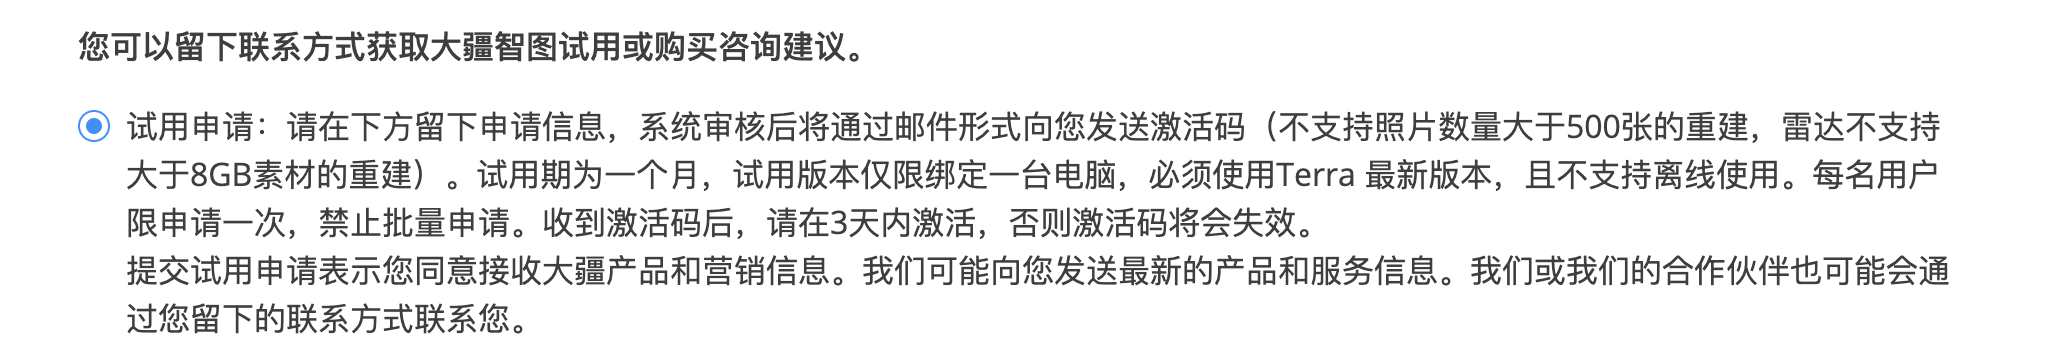 您可以留下联系方式获取大疆智图试用或购买咨询建议。
试用申请：请在下方留下申请信息，系统审核后将通过邮件形式向您发送激活码（不支持照片数量大于500张的重建，雷达不支持
大于8GB素材的重建）。试用期为一个月，试用版本仅限绑定一台电脑，必须使用Terra 最新版本，且不支持离线使用。每名用户
限申请一次，禁止批量申请。收到激活码后，请在3天内激活，否则激活码将会失效。
提交试用申请表示您同意接收大疆产品和营销信息。我们可能向您发送最新的产品和服务信息。我们或我们的合作伙伴也可能会通
过您留下的联系方式联系您。